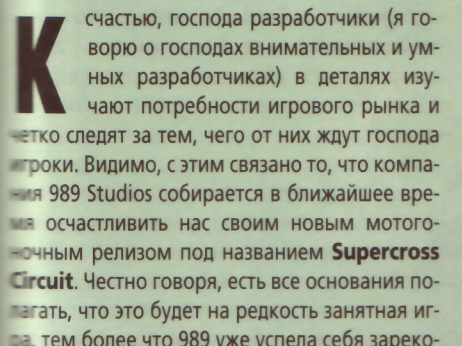 К счастью, господа разработчики (я го-
ворю о господах внимательных и ум-
ных разработчиках) в деталях изу-
чают потребности игрового рынка и
четко следят за тем, чего от них ждут господа
игроки. Видимо, с этим связано то, что компа-
ния 989 Studios собирается в ближайшее вре-
мя осчастливить нас своим новым мотого-
ночным релизом под названием Supercross
Circuit. Честно говоря, есть все основания по-
лагать, что это будет на редкость занятная иг-
ра, тем более что 989 уже успела себя зареко-